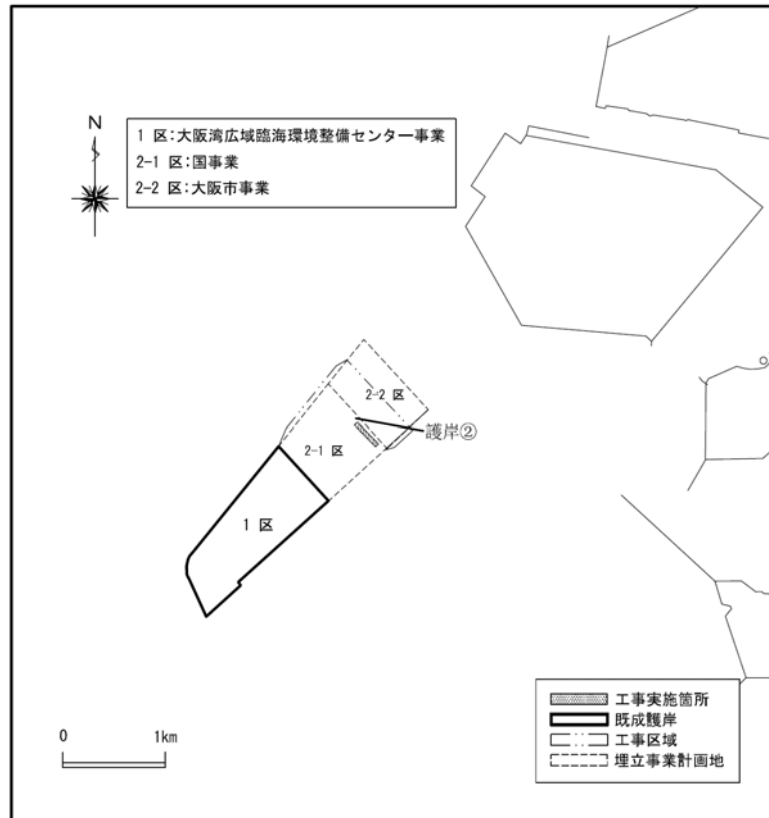 N
1 区:大阪湾広域臨海環境整備センター事業
2-1 区:国事業
2-2 区:大阪市事業
2-2 区
護岸②
2-1 区
1 区
0 1km
工事実施箇所
既成護岸
工事区域
埋立事業計画地